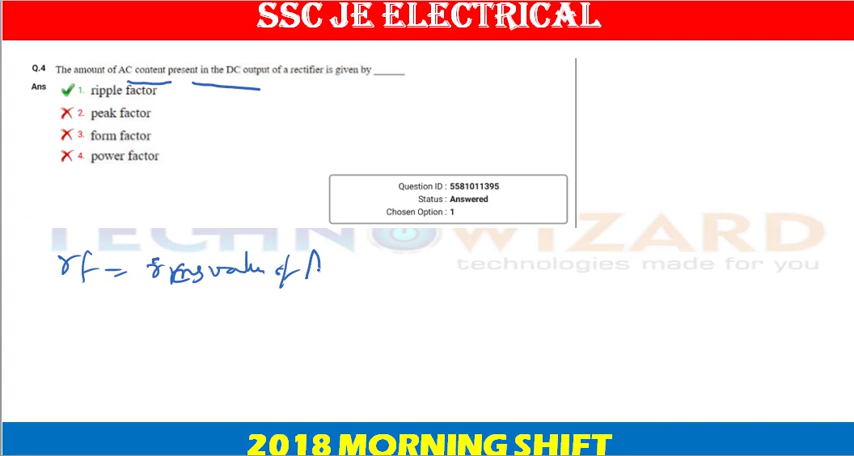 SSC JE ELECTRICAL
Q.4 The amount of AC content present in the DC output of a rectifier is given by ______
Ans 1. ripple factor
2. peak factor
3. form factor
4. power factor
Question ID : 5581011395
Status : Answered
Chosen Option : 1
TECHNOWIZARD
technologies made for you
rf = rms value of A
2018 MORNING SHIFT